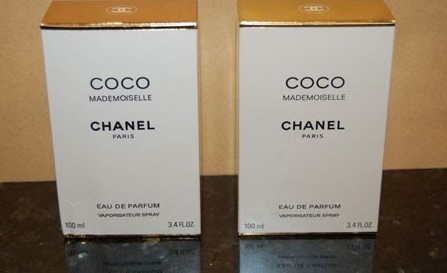 COCO
MADEMOISELLE
CHANEL
PARIS
EAU DE PARFUM
VAPORISATEUR SPRAY
100 ml 3.4 FL.OZ.
COCO
MADEMOISELLE
CHANEL
PARIS
EAU DE PARFUM
VAPORISATEUR SPRAY
100 ml 3.4 FL.OZ.